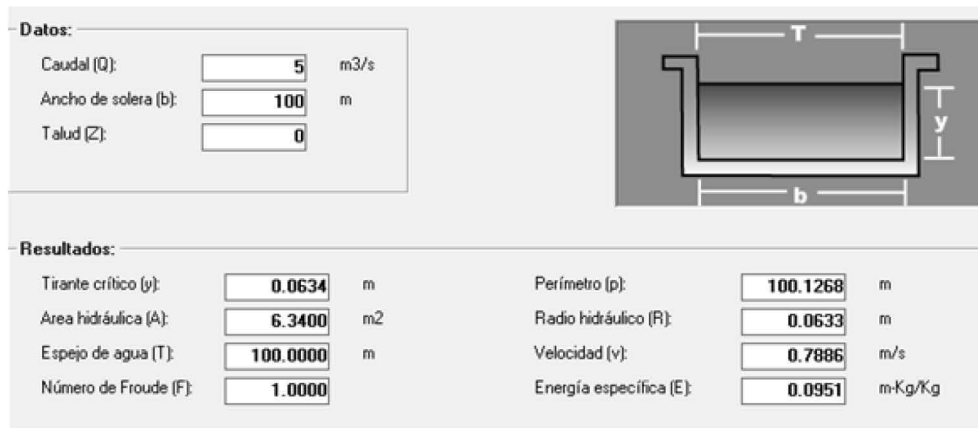 Datos:
Caudal (Q): 5 m3/s
Ancho de solera (b): 100 m
Talud (Z): 0
T
y
b
Resultados:
Tirante crítico (y): 0.0634 m Perímetro (p): 100.1268 m
Area hidráulica (A): 6.3400 m2 Radio hidráulico (R): 0.0633 m
Espejo de agua (T): 100.0000 m Velocidad (v): 0.7886 m/s
Número de Froude (F): 1.0000 Energía específica (E): 0.0951 m-Kg/Kg